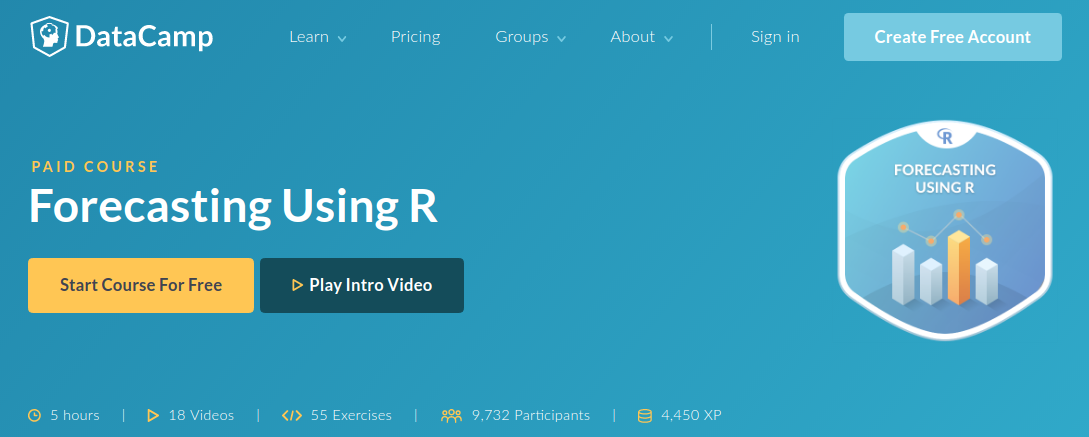 DataCamp
Learn Pricing Groups About | Sign in Create Free Account
R
FORECASTING
USING R
PAID COURSE
Forecasting Using R
Start Course For Free Play Intro Video
5 hours | 18 Videos | 55 Exercises | 9,732 Participants | 4,450 XP